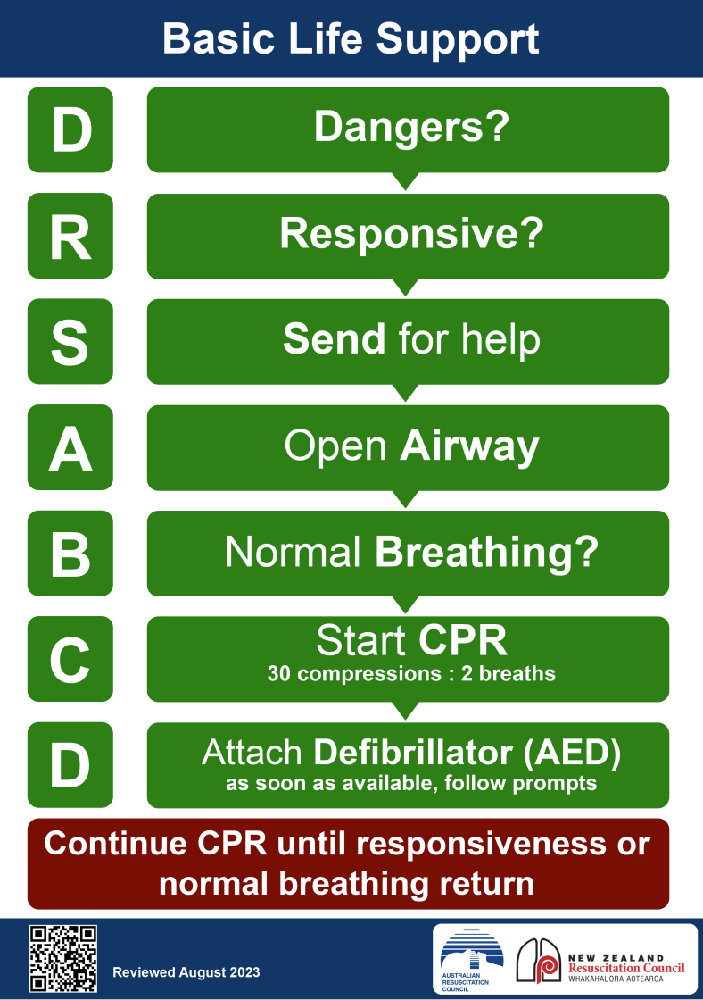 Basic Life Support
D
Dangers?
R
Responsive?
S
Send for help
A
Open Airway
B
Normal Breathing?
C
Start CPR
30 compressions : 2 breaths
D
Attach Defibrillator (AED)
as soon as available, follow prompts
Continue CPR until responsiveness or
normal breathing return
Reviewed August 2023
AUSTRALIAN
RESUSCITATION
COUNCIL
NEW ZEALAND
Resuscitation Council
WHAKAHAUORA AOTEAROA